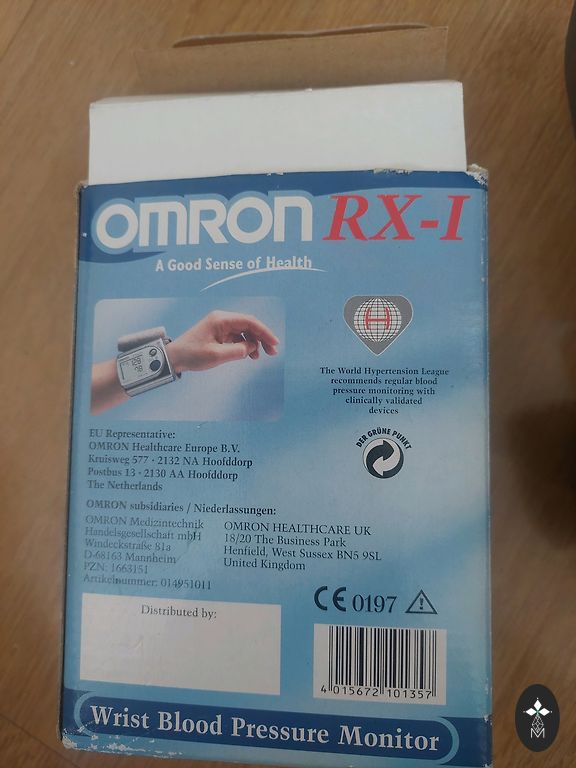 OMRON RX-I
A Good Sense of Health
The World Hypertension League
recommends regular blood
pressure monitoring with
clinically validated
devices
DER GRÜNE PUNKT
EU Representative:
OMRON Healthcare Europe B.V.
Kruisweg 577 · 2132 NA Hoofddorp
Postbus 13 · 2130 AA Hoofddorp
The Netherlands
OMRON subsidiaries / Niederlassungen:
OMRON Medizintechnik
Handelsgesellschaft mbH
Windeckstraße 81a
D-68163 Mannheim
PZN: 1663151
Artikelnummer: 014951011
OMRON HEALTHCARE UK
18/20 The Business Park
Henfield, West Sussex BN5 9SL
United Kingdom
CE 0197
Distributed by:
4 015672 101357
Wrist Blood Pressure Monitor
M